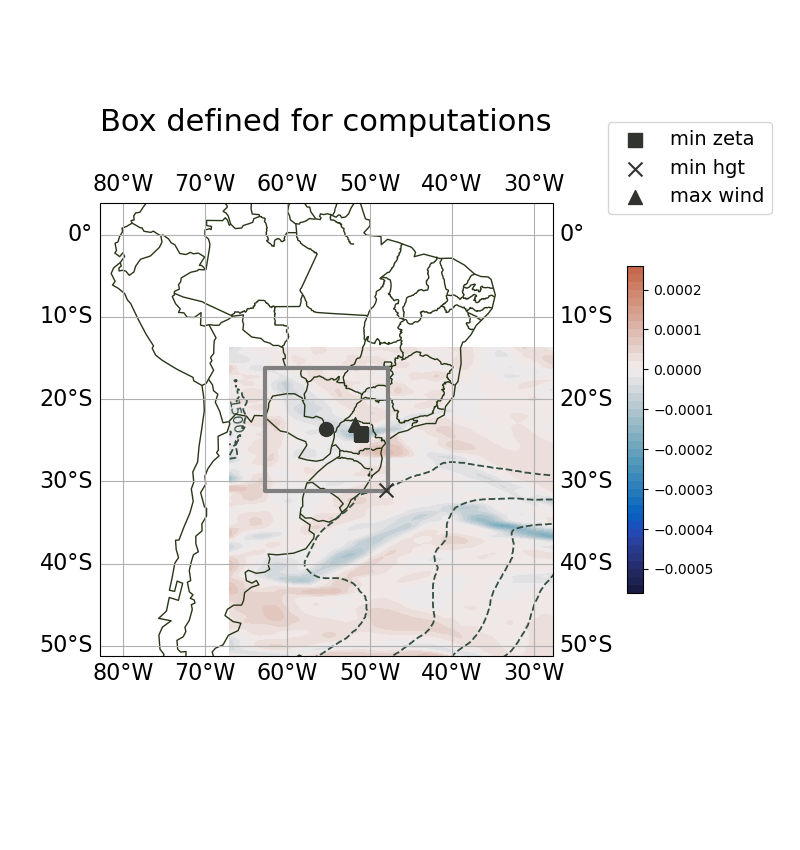 Box defined for computations
min zeta
min hgt
max wind
80°W 70°W 60°W 50°W 40°W 30°W
0° 0°
10°S 10°S
20°S 20°S
30°S 30°S
40°S 40°S
50°S 50°S
80°W 70°W 60°W 50°W 40°W 30°W
1500
0.0002
0.0001
0.0000
−0.0001
−0.0002
−0.0003
−0.0004
−0.0005